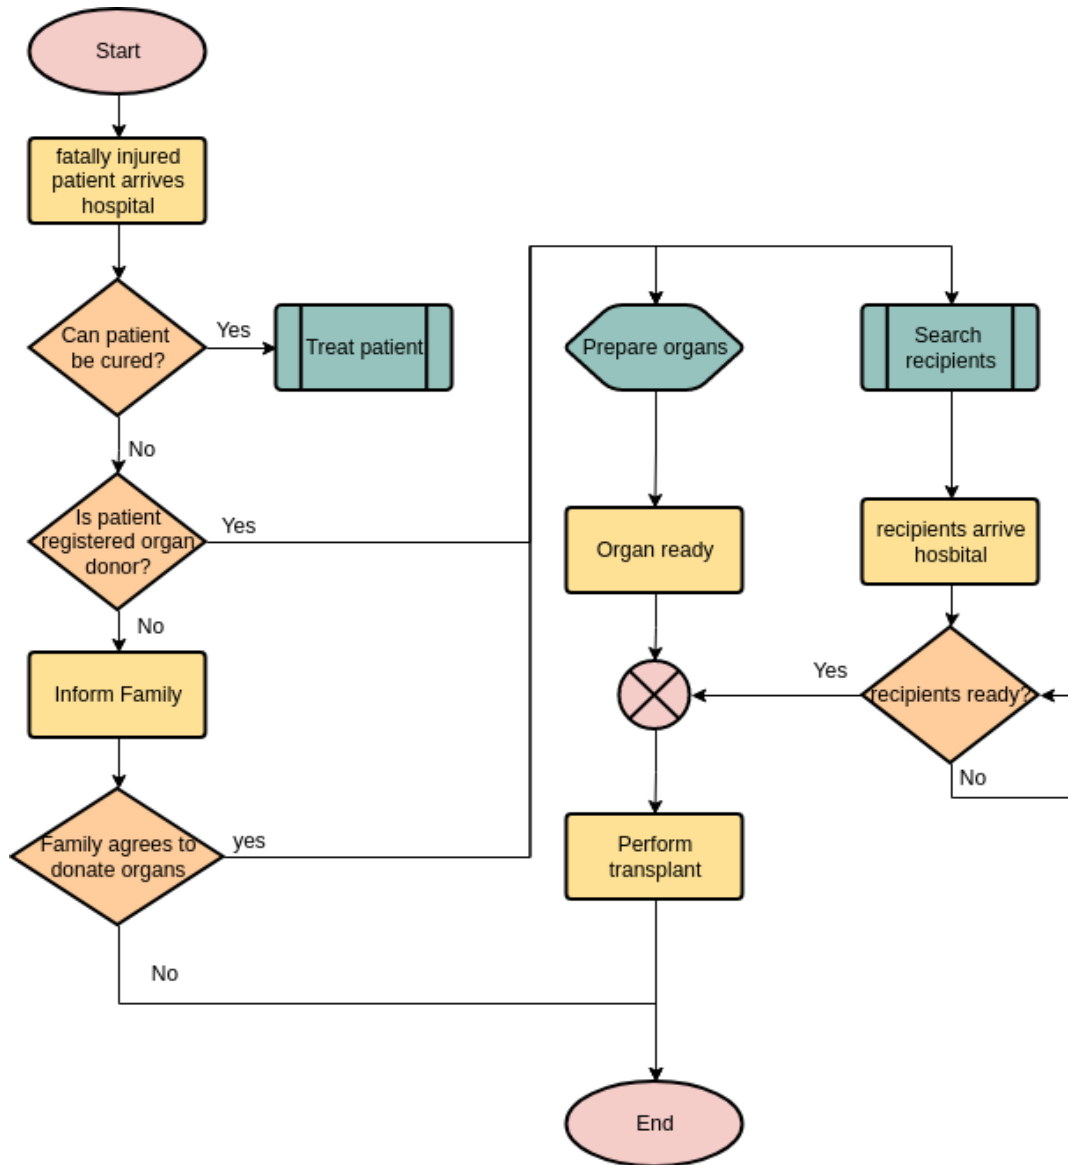 Start
fatally injured
patient arrives
hospital
Can patient
be cured?
Yes
Treat patient
No
Is patient
registered organ
donor?
Yes
No
Inform Family
Family agrees to
donate organs
yes
No
Prepare organs
Organ ready
Search
recipients
recipients arrive
hosbital
recipients ready?
Yes
No
Perform
transplant
End